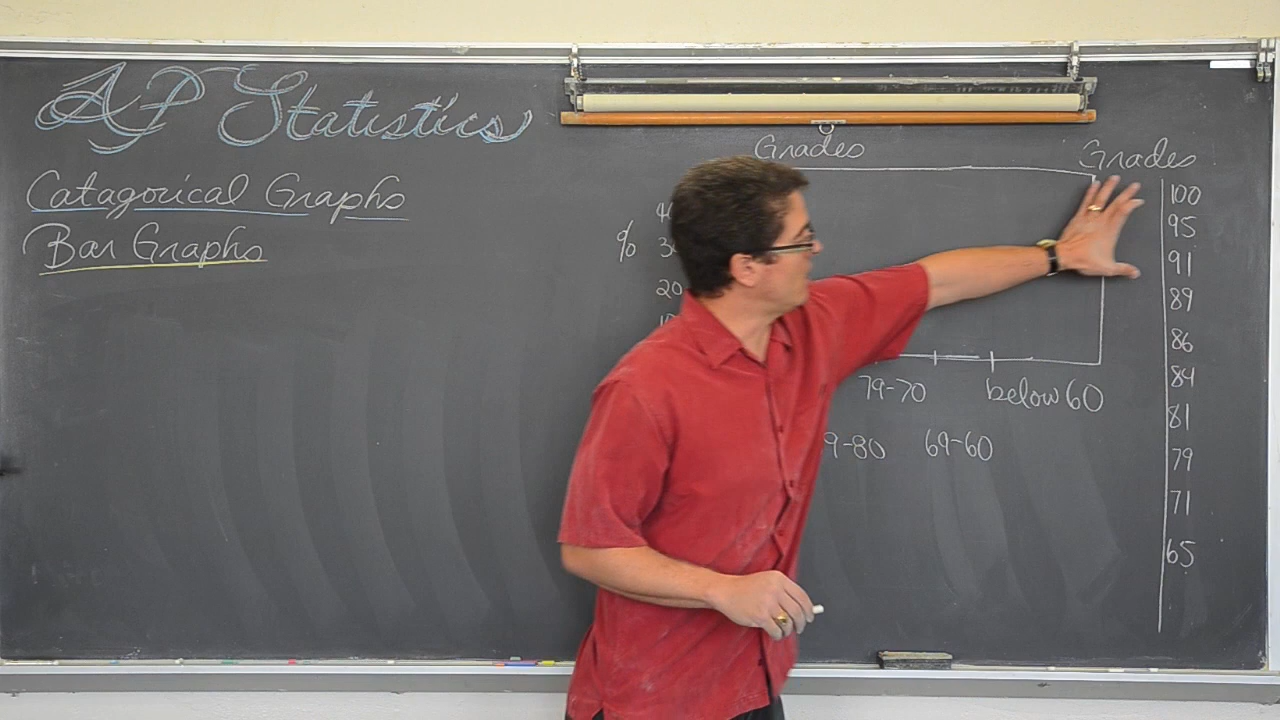 AP Statistics
Catagorical Graphs
Bar Graphs
Grades
%
20
79-70
below 60
9-80
69-60
Grades
100
95
91
89
86
84
81
79
71
65